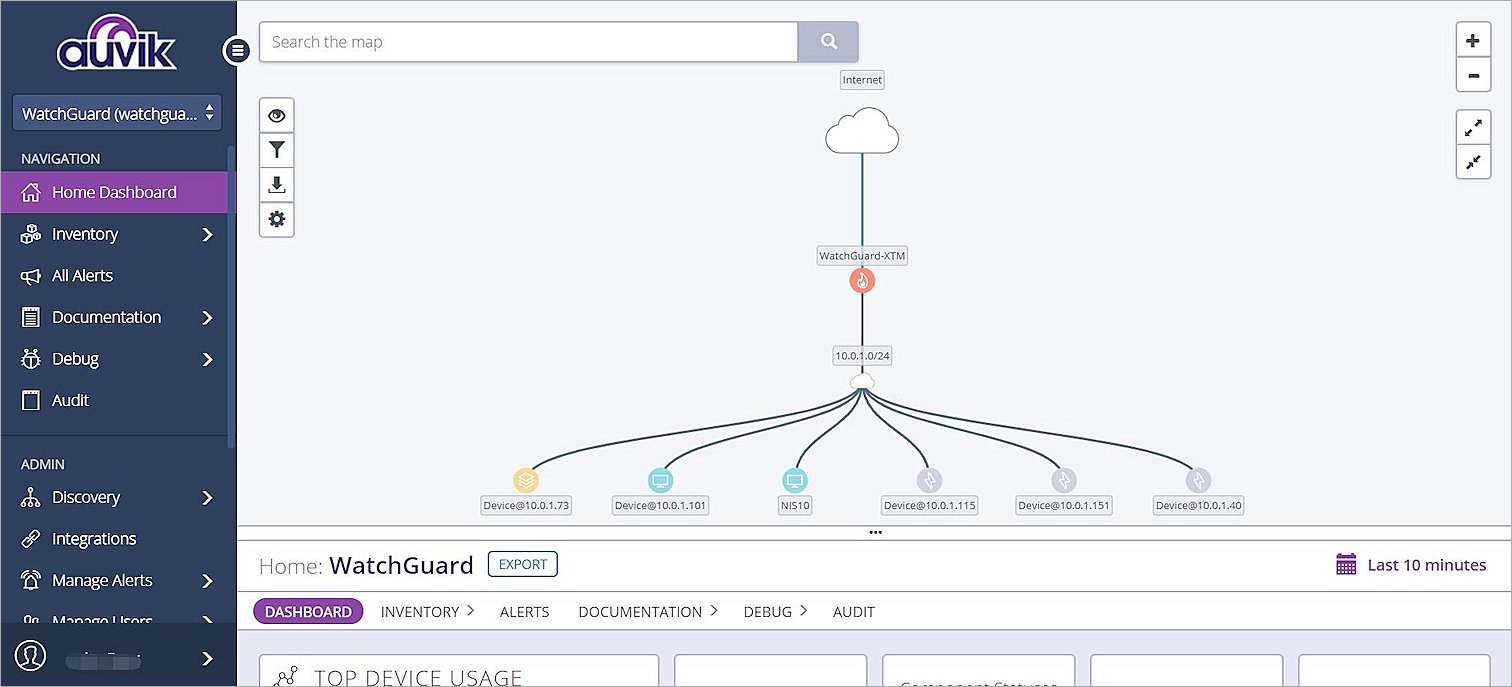 auvik
WatchGuard (watchgua...
NAVIGATION
Home Dashboard
Inventory
All Alerts
Documentation
Debug
Audit
ADMIN
Discovery
Integrations
Manage Alerts
Manage Users
Search the map
Internet
WatchGuard-XTM
10.0.1.0/24
Device@10.0.1.73 Device@10.0.1.101 NIS10 Device@10.0.1.115 Device@10.0.1.151 Device@10.0.1.40
Home: WatchGuard EXPORT Last 10 minutes
DASHBOARD INVENTORY ALERTS DOCUMENTATION DEBUG AUDIT
TOP DEVICE USAGE
Component Statuses